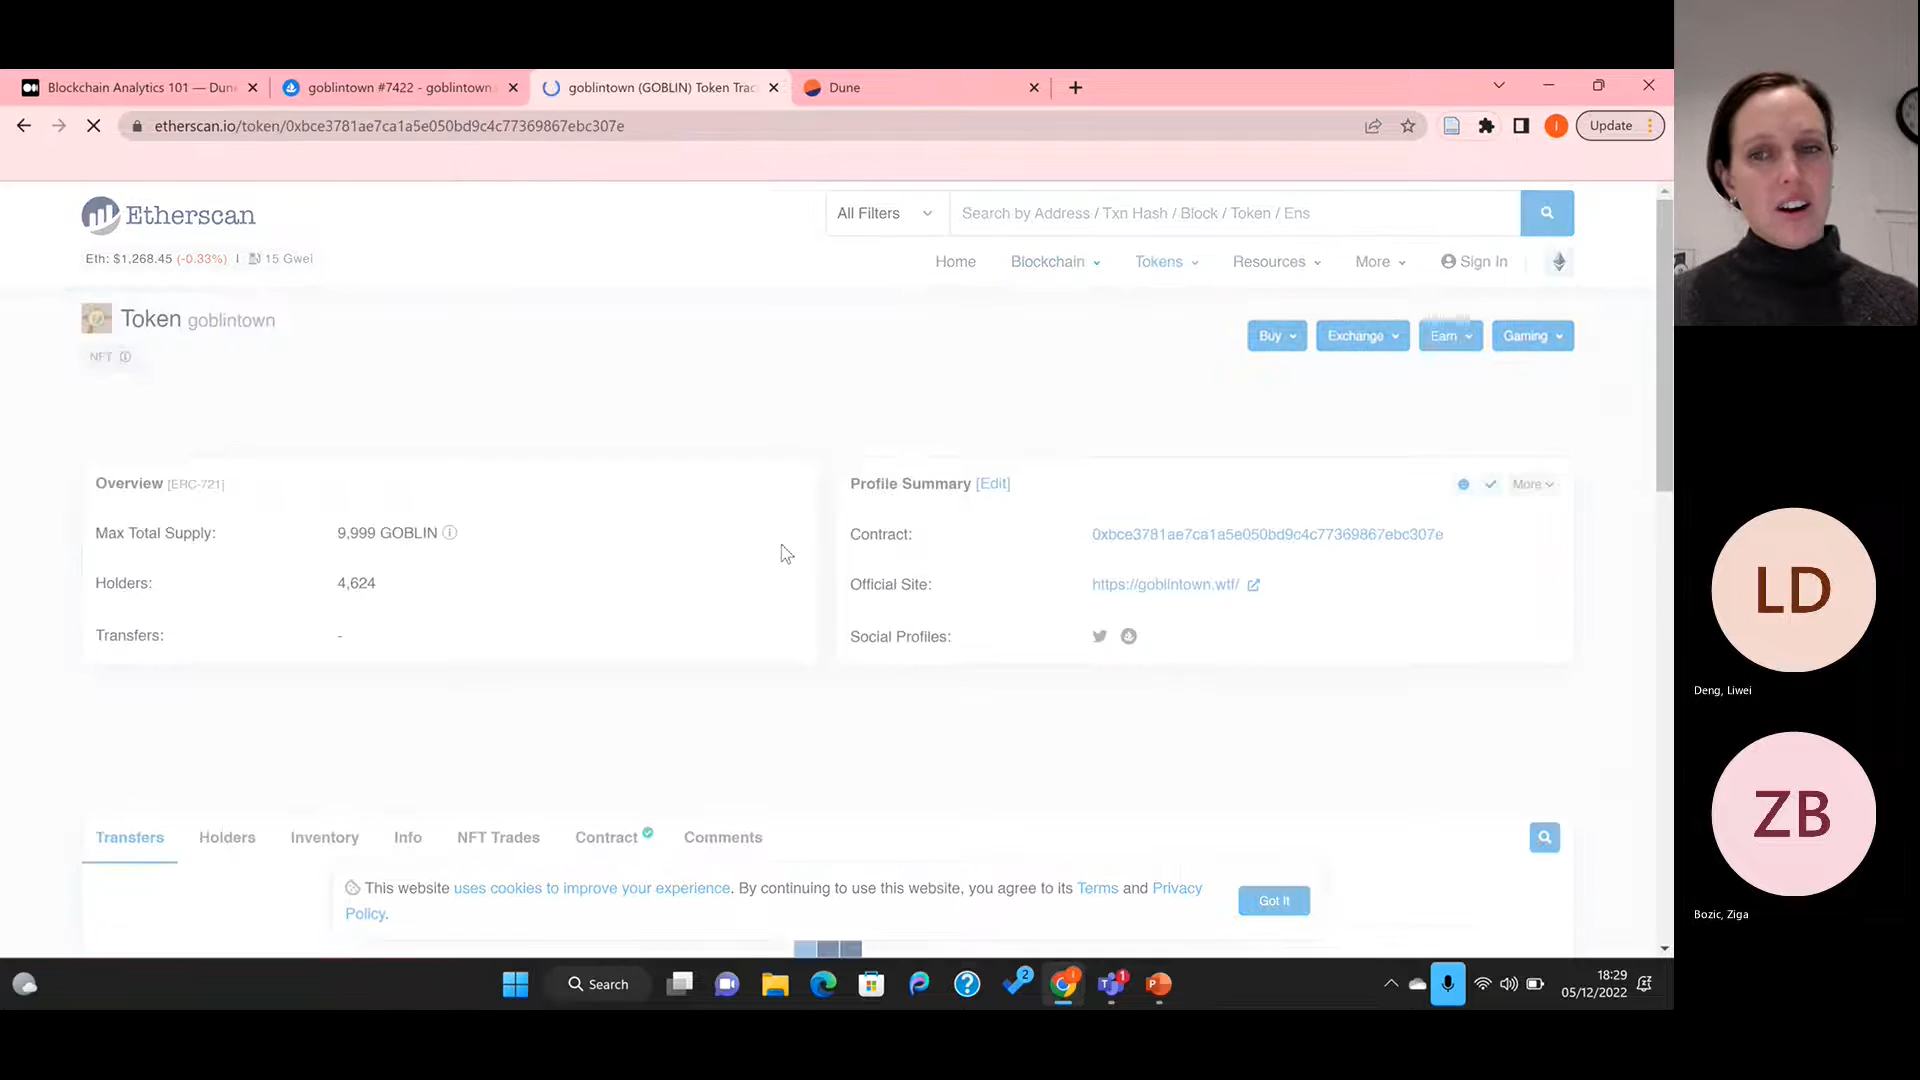 Blockchain Analytics 101 — Dun
goblintown #7422 - goblintown.
goblintown (GOBLIN) Token Trac
Dune
etherscan.io/token/0xbce3781ae7ca1a5e050bd9c4c77369867ebc307e
I
Update
Etherscan
All Filters
Search by Address / Txn Hash / Block / Token / Ens
Eth: $1,268.45 (-0.33%) | 15 Gwei
Home
Blockchain
Tokens
Resources
More
Sign In
Token goblintown
NFT
Buy
Exchange
Earn
Gaming
Overview [ERC-721]
Max Total Supply: 9,999 GOBLIN
Holders: 4,624
Transfers: -
Profile Summary [Edit]
More
Contract: 0xbce3781ae7ca1a5e050bd9c4c77369867ebc307e
Official Site: https://goblintown.wtf/
Social Profiles:
Transfers
Holders
Inventory
Info
NFT Trades
Contract
Comments
This website uses cookies to improve your experience. By continuing to use this website, you agree to its Terms and Privacy
Policy.
Got It
LD
Deng, Liwei
ZB
Bozic, Ziga
Search
2
1
18:29
05/12/2022